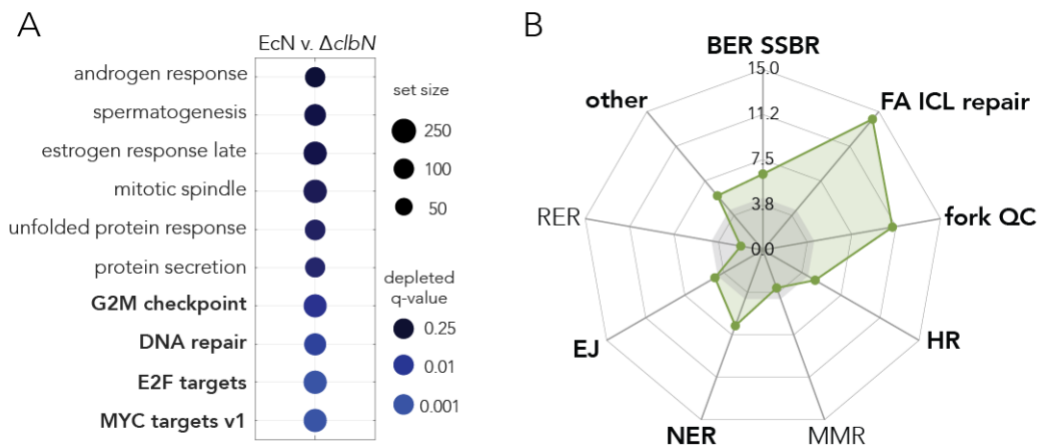 A
EcN v. ΔclbN
androgen response
spermatogenesis
estrogen response late
mitotic spindle
unfolded protein response
protein secretion
G2M checkpoint
DNA repair
E2F targets
MYC targets v1
set size
250
100
50
depleted
q-value
0.25
0.01
0.001
B
BER SSBR
15.0
11.2
7.5
3.8
0.0
FA ICL repair
fork QC
HR
MMR
NER
EJ
RER
other